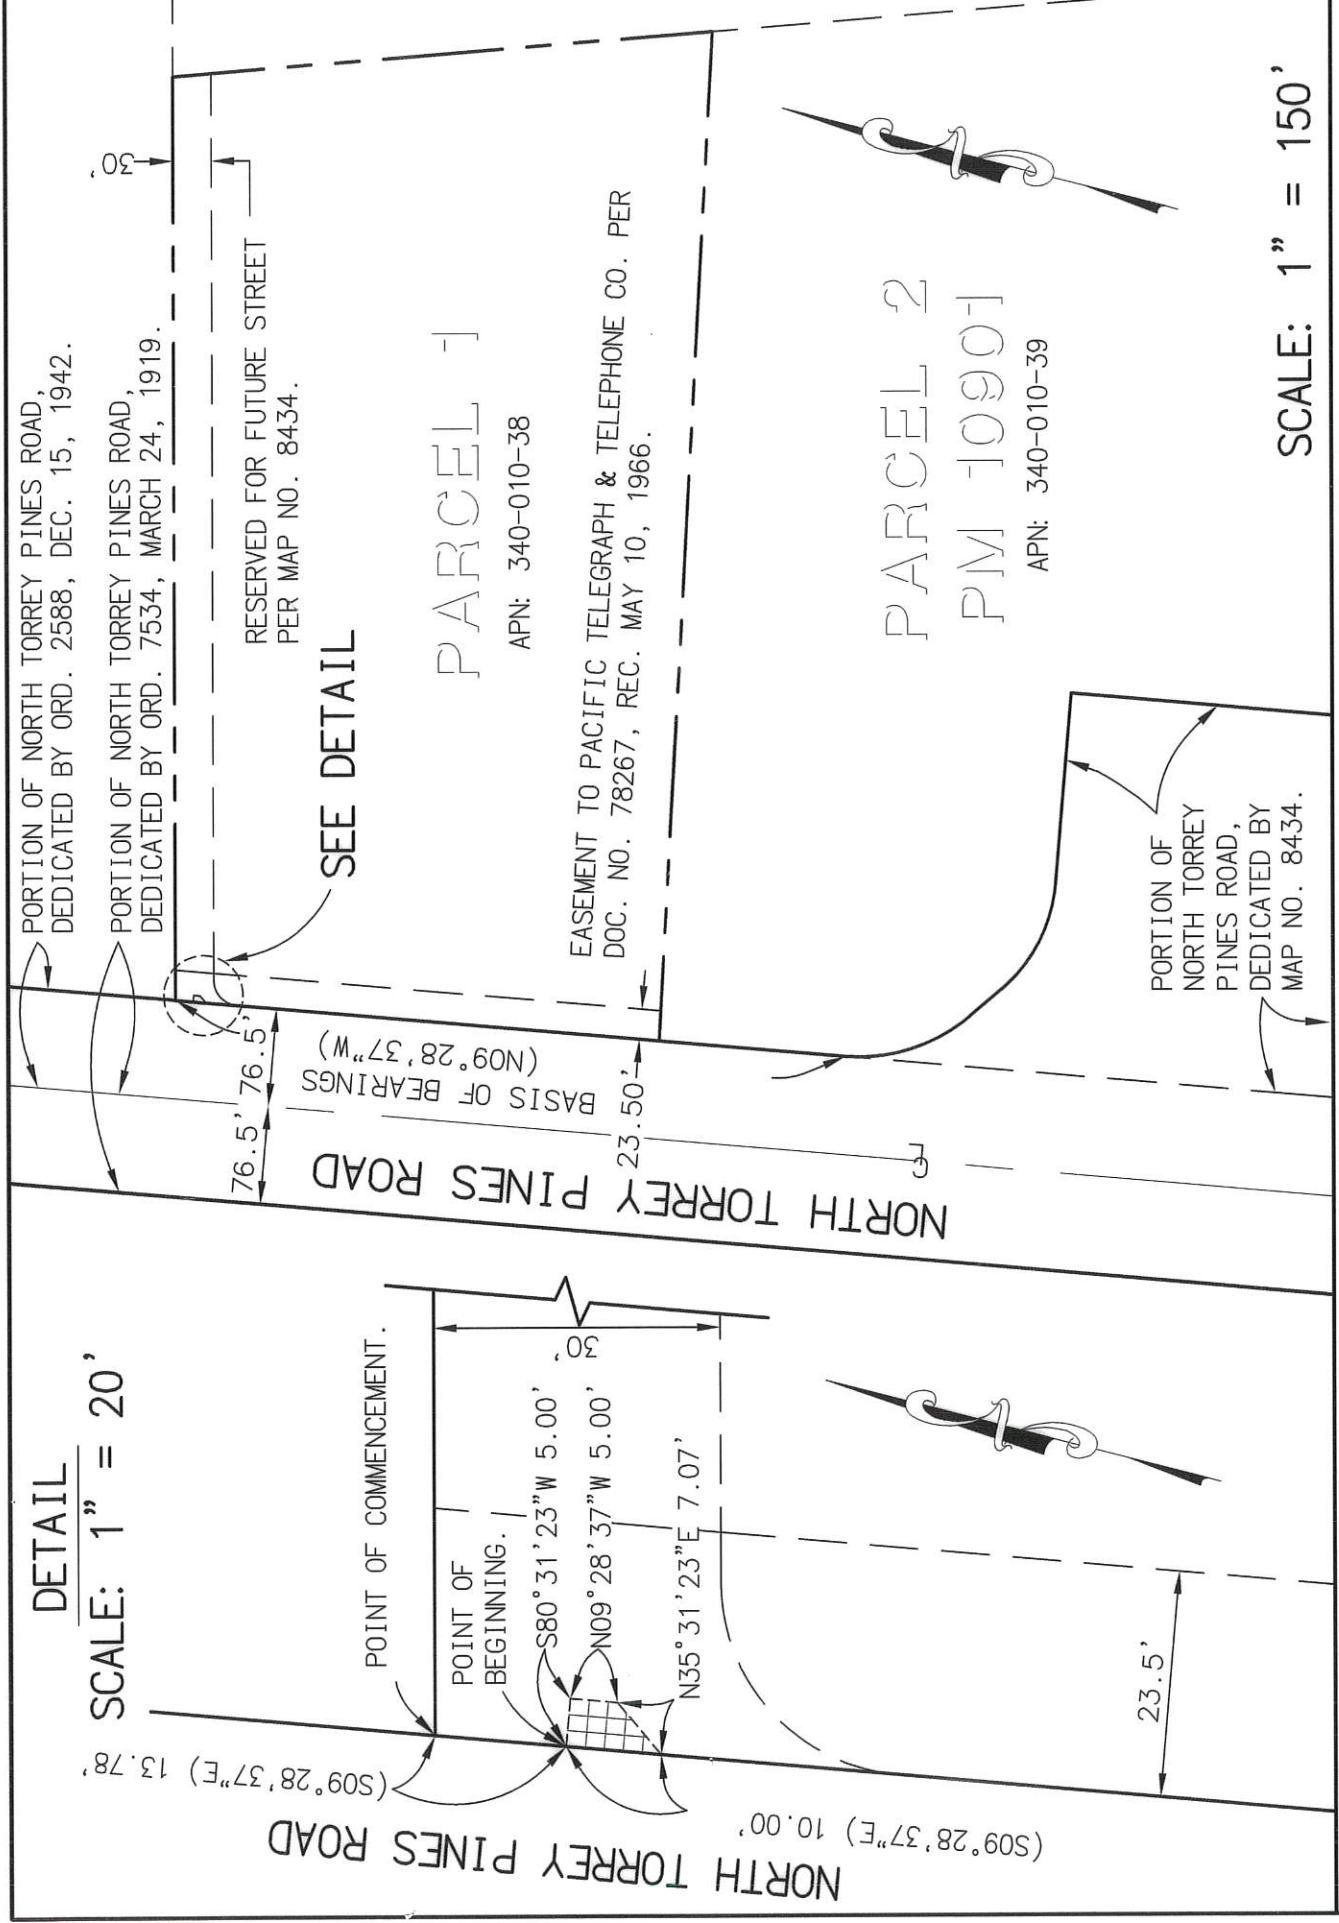 DETAIL
SCALE: 1" = 20'
POINT OF COMMENCEMENT.
POINT OF
BEGINNING.
S80°31'23"W 5.00'
N09°28'37"W 5.00'
N35°31'23"E 7.07'
30'
23.5'
(S09°28'37"E) 13.78'
(S09°28'37"E) 10.00'
NORTH TORREY PINES ROAD
PORTION OF NORTH TORREY PINES ROAD,
DEDICATED BY ORD. 2588, DEC. 15, 1942.
PORTION OF NORTH TORREY PINES ROAD,
DEDICATED BY ORD. 7534, MARCH 24, 1919.
30'
RESERVED FOR FUTURE STREET
PER MAP NO. 8434.
SEE DETAIL
PARCEL 1
APN: 340-010-38
EASEMENT TO PACIFIC TELEGRAPH & TELEPHONE CO. PER
DOC. NO. 78267, REC. MAY 10, 1966.
76.5' 76.5'
BASIS OF BEARINGS
(N09°28'37"W)
23.50'
NORTH TORREY PINES ROAD
PARCEL 2
PM 10901
APN: 340-010-39
PORTION OF
NORTH TORREY
PINES ROAD,
DEDICATED BY
MAP NO. 8434.
SCALE: 1" = 150'